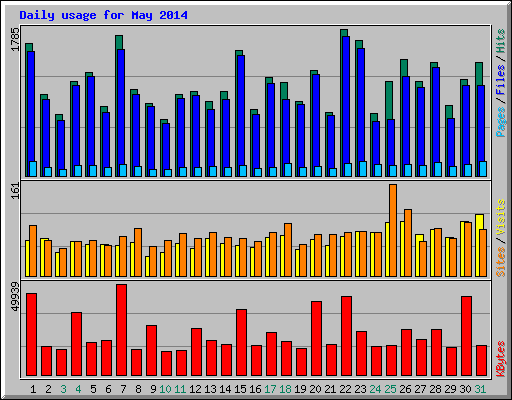 Daily usage for May 2014
1785
Pages / Files / Hits
161
Sites / Visits
49939
KBytes
1 2 3 4 5 6 7 8 9 10 11 12 13 14 15 16 17 18 19 20 21 22 23 24 25 26 27 28 29 30 31